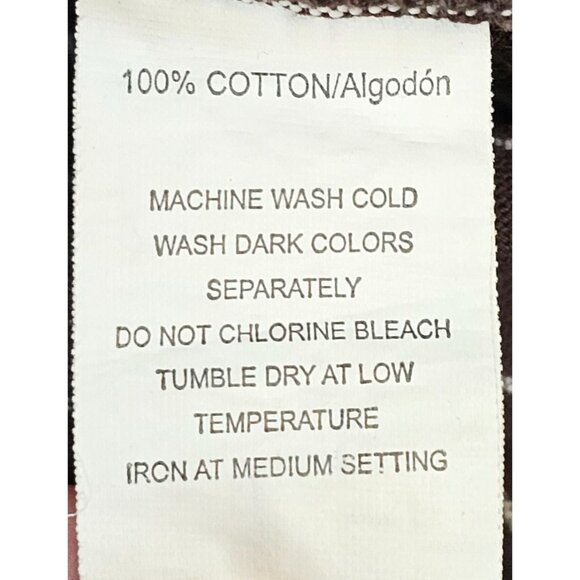 100% COTTON/Algodón
MACHINE WASH COLD
WASH DARK COLORS
SEPARATELY
DO NOT CHLORINE BLEACH
TUMBLE DRY AT LOW
TEMPERATURE
IRON AT MEDIUM SETTING